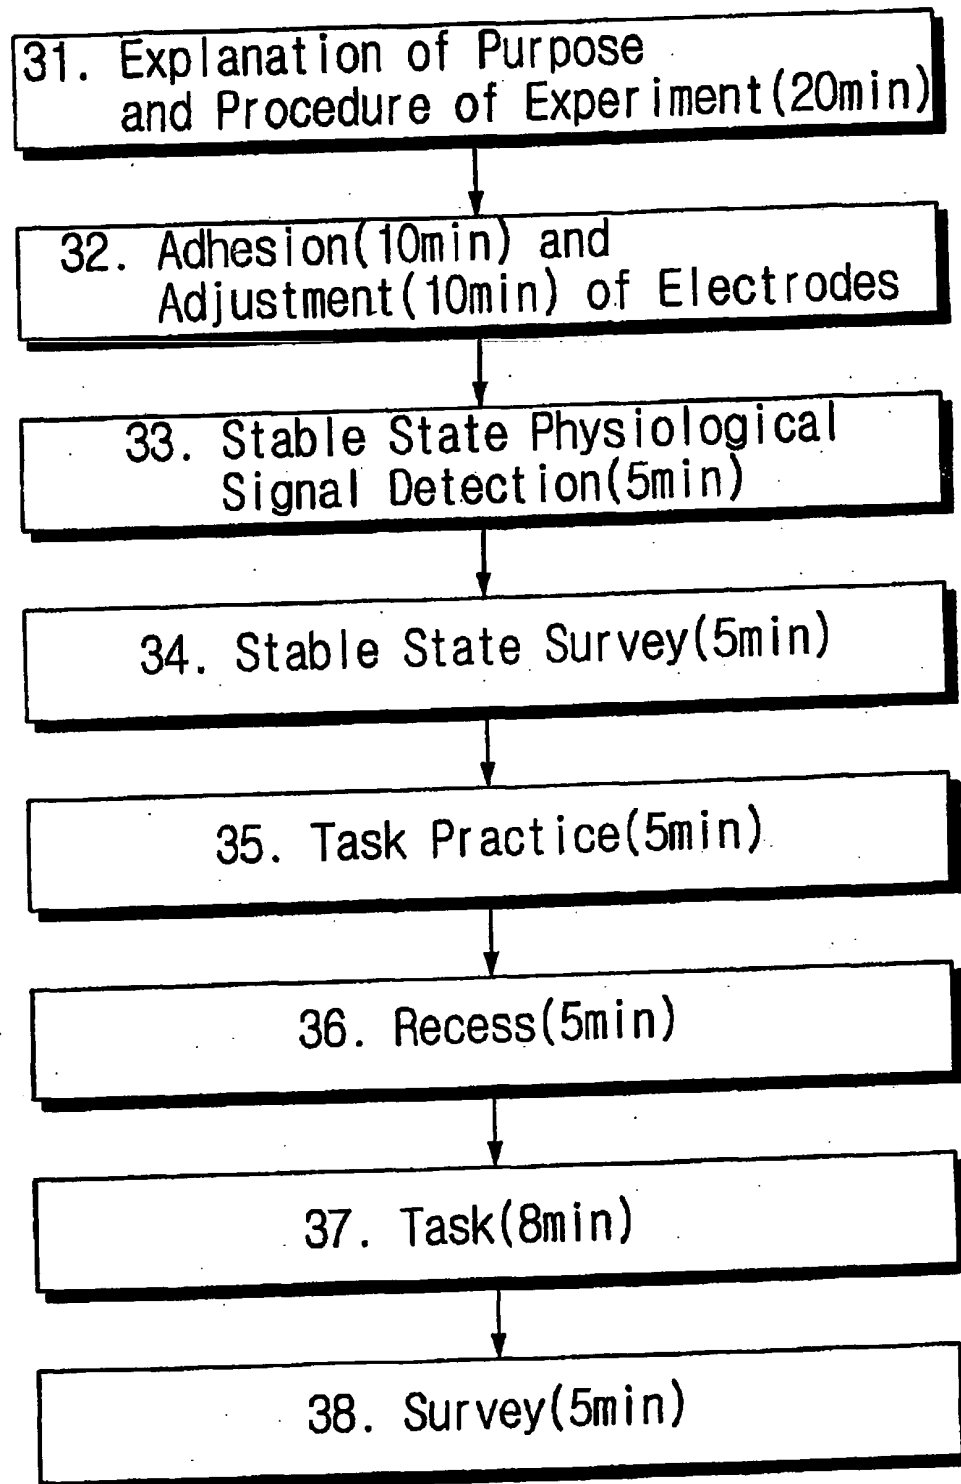 31. Explanation of Purpose
and Procedure of Experiment(20min)
32. Adhesion(10min) and
Adjustment(10min) of Electrodes
33. Stable State Physiological
Signal Detection(5min)
34. Stable State Survey(5min)
35. Task Practice(5min)
36. Recess(5min)
37. Task(8min)
38. Survey(5min)